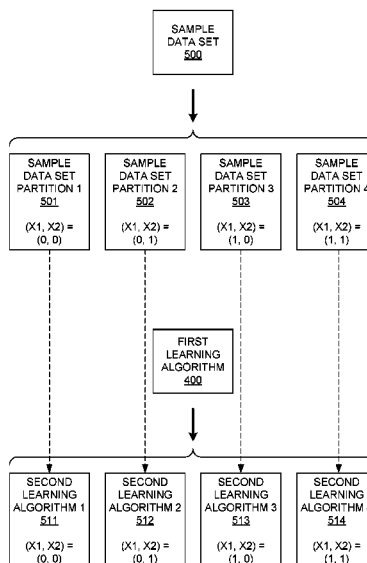 SAMPLE
DATA SET
500
SAMPLE
DATA SET
PARTITION 1
501
(X1, X2) =
(0, 0)
SAMPLE
DATA SET
PARTITION 2
502
(X1, X2) =
(0, 1)
SAMPLE
DATA SET
PARTITION 3
503
(X1, X2) =
(1, 0)
SAMPLE
DATA SET
PARTITION 4
504
(X1, X2) =
(1, 1)
FIRST
LEARNING
ALGORITHM
400
SECOND
LEARNING
ALGORITHM 1
511
(X1, X2) =
(0, 0)
SECOND
LEARNING
ALGORITHM 2
512
(X1, X2) =
(0, 1)
SECOND
LEARNING
ALGORITHM 3
513
(X1, X2) =
(1, 0)
SECOND
LEARNING
ALGORITHM
514
(X1, X2) =
(1, 1)